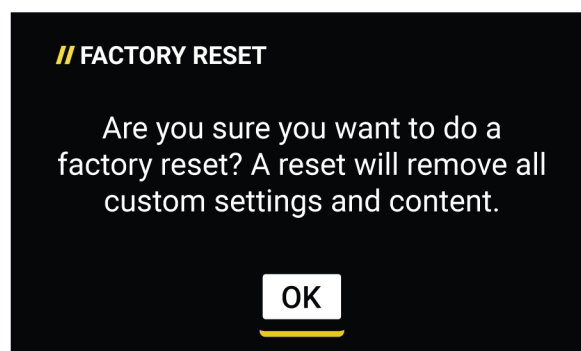 // FACTORY RESET
Are you sure you want to do a
factory reset? A reset will remove all
custom settings and content.
OK